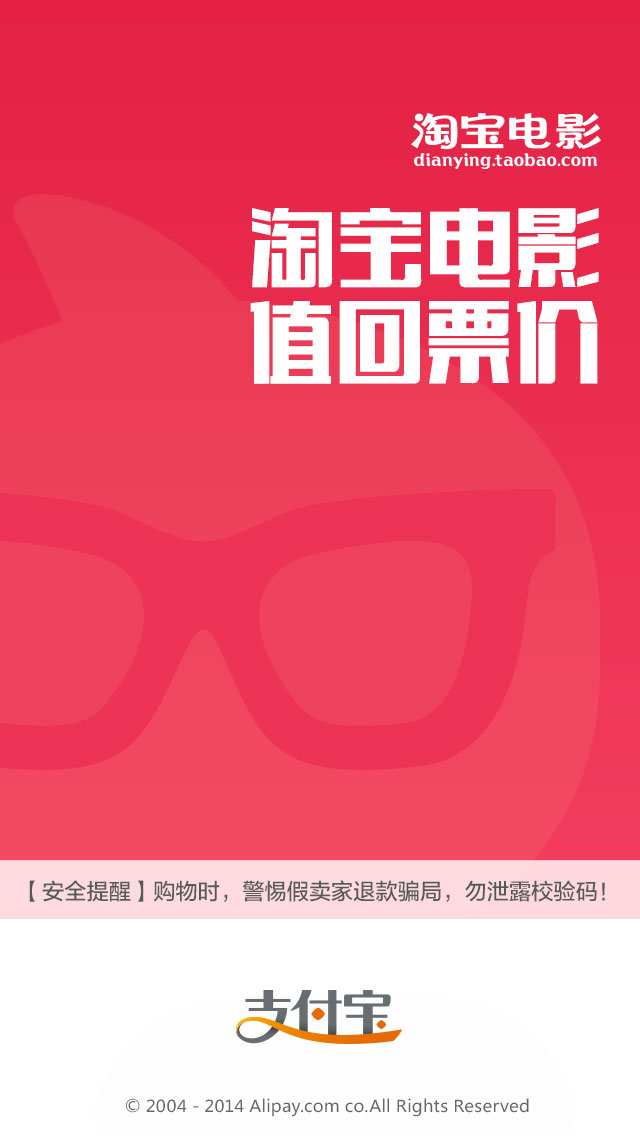 淘宝电影
dianying.taobao.com
淘宝电影
值回票价
【安全提醒】购物时，警惕假卖家退款骗局，勿泄露校验码！
支付宝
© 2004 - 2014 Alipay.com co.All Rights Reserved